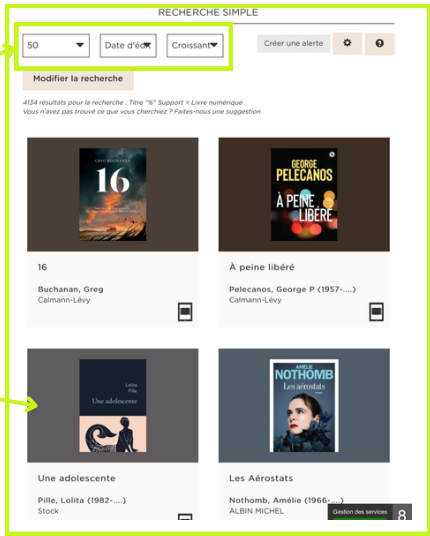 RECHERCHE SIMPLE
50
Date d'édit
Croissant
Créer une alerte
Modifier la recherche
4134 résultats pour la recherche : Titre "%" Support = Livre numérique
Vous n'avez pas trouvé ce que vous cherchiez ? Faites-nous une suggestion
GREG BUCHANAN
16
GEORGE
PELECANOS
À PEINE
LIBÉRÉ
16
Buchanan, Greg
Calmann-Lévy
À peine libéré
Pelecanos, George P (1957-....)
Calmann-Lévy
Lolita
Pille
Une adolescente
AMÉLIE
NOTHOMB
Les aérostats
Une adolescente
Pille, Lolita (1982-....)
Stock
Les Aérostats
Nothomb, Amélie (1966-....)
ALBIN MICHEL
Gestion des services
8